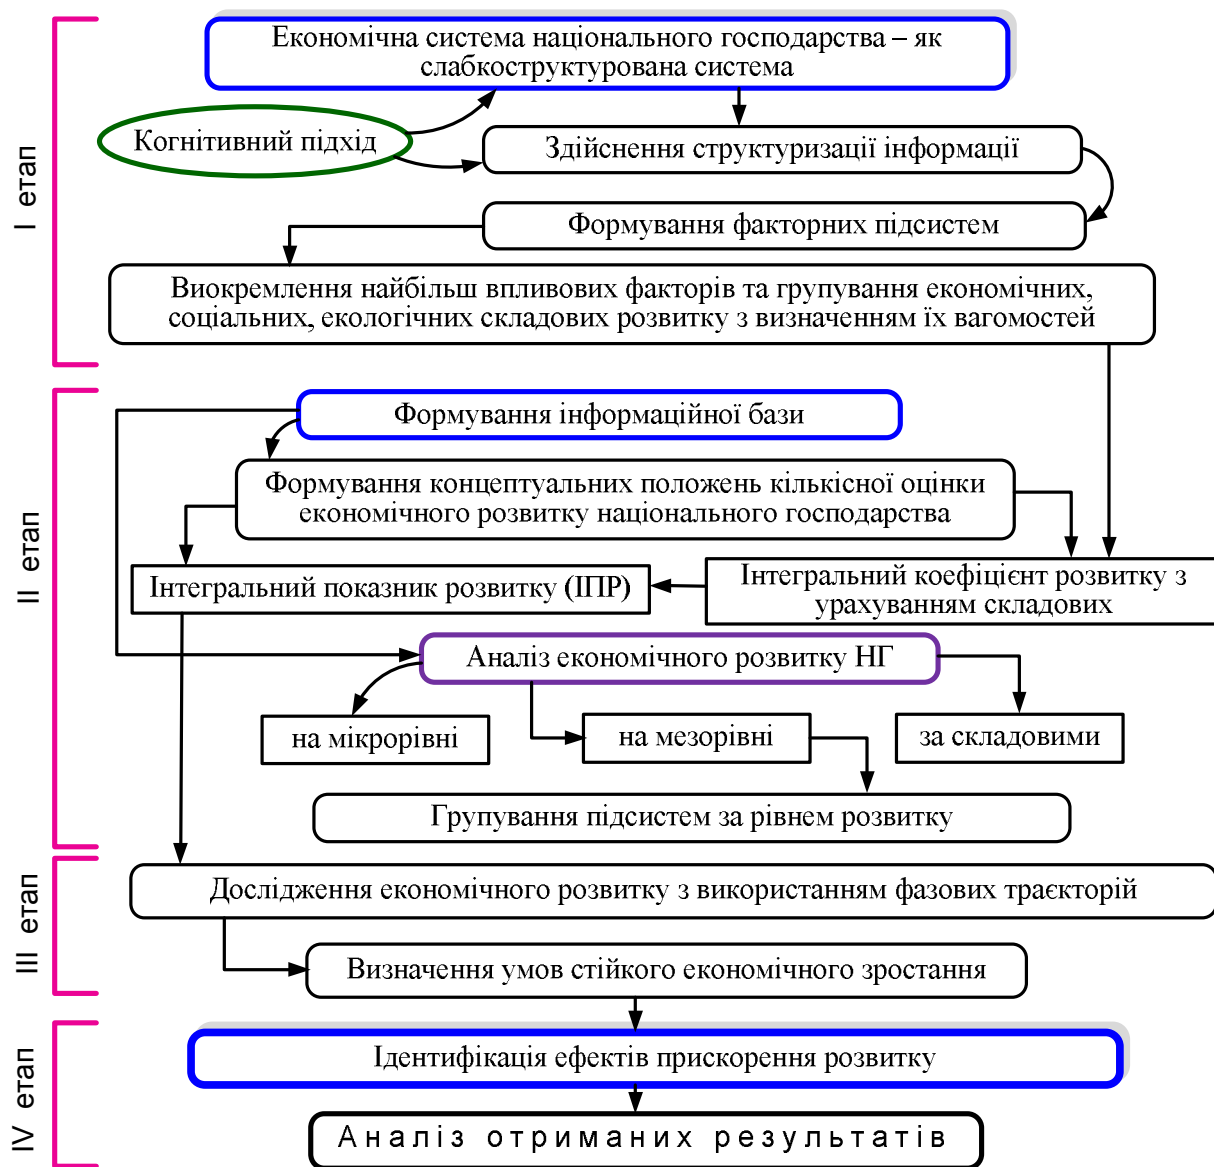 І етап
Економічна система національного господарства – як
слабкоструктурована система
Когнітивний підхід
Здійснення структуризації інформації
Формування факторних підсистем
Виокремлення найбільш впливових факторів та групування економічних,
соціальних, екологічних складових розвитку з визначенням їх вагомостей
ІІ етап
Формування інформаційної бази
Формування концептуальних положень кількісної оцінки
економічного розвитку національного господарства
Інтегральний показник розвитку (ІПР)
Інтегральний коефіцієнт розвитку з
урахуванням складових
Аналіз економічного розвитку НГ
на мікрорівні
на мезорівні
за складовими
Групування підсистем за рівнем розвитку
ІІІ етап
Дослідження економічного розвитку з використанням фазових траєкторій
Визначення умов стійкого економічного зростання
IV етап
Ідентифікація ефектів прискорення розвитку
Аналіз отриманих результатів